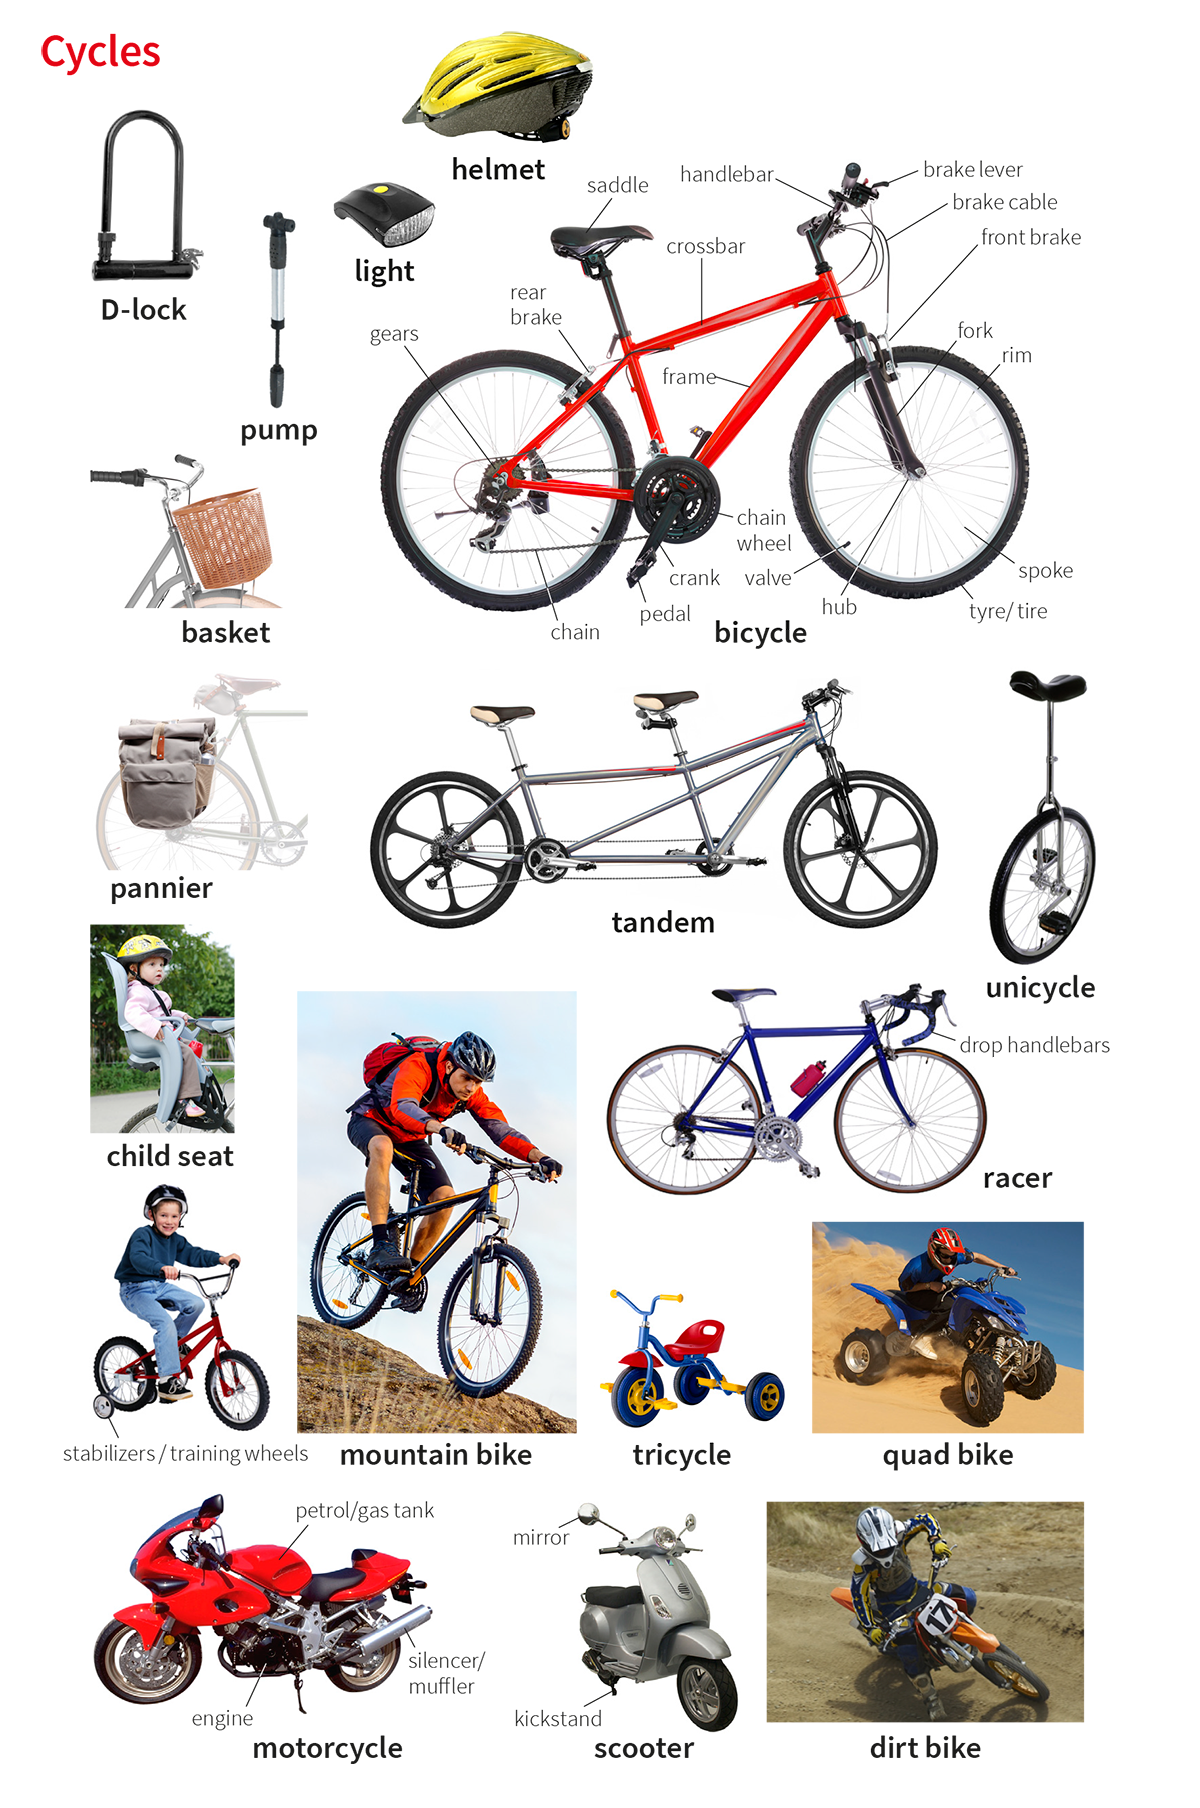 Cycles
helmet
D-lock
light
pump
saddle
handlebar
brake lever
brake cable
front brake
crossbar
rear
brake
gears
fork
rim
frame
chain
wheel
crank
valve
spoke
pedal
hub
tyre/ tire
chain
bicycle
basket
pannier
tandem
unicycle
child seat
drop handlebars
racer
stabilizers / training wheels
mountain bike
tricycle
quad bike
petrol/gas tank
silencer/
muffler
engine
motorcycle
mirror
kickstand
scooter
17
dirt bike